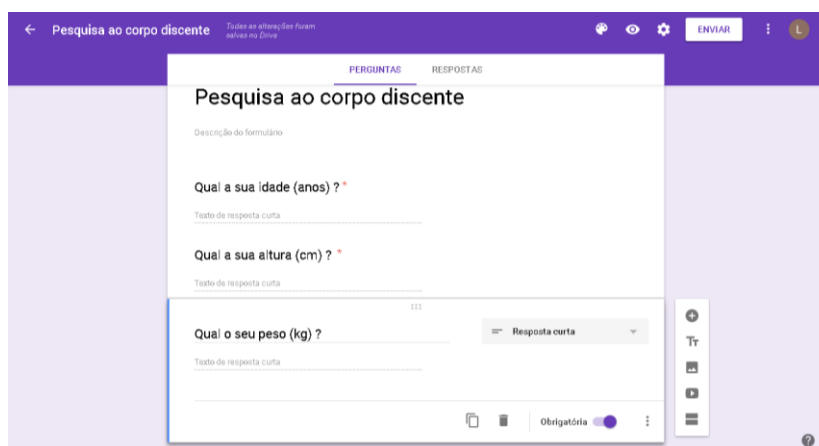 Pesquisa ao corpo discente
Todas as alterações foram
salvas no Drive
ENVIAR
L
PERGUNTAS RESPOSTAS
Pesquisa ao corpo discente
Descrição do formulário
Qual a sua idade (anos) ? *
Texto de resposta curta
Qual a sua altura (cm) ? *
Texto de resposta curta
Qual o seu peso (kg) ?
Resposta curta
Texto de resposta curta
Tт
Obrigatória
?